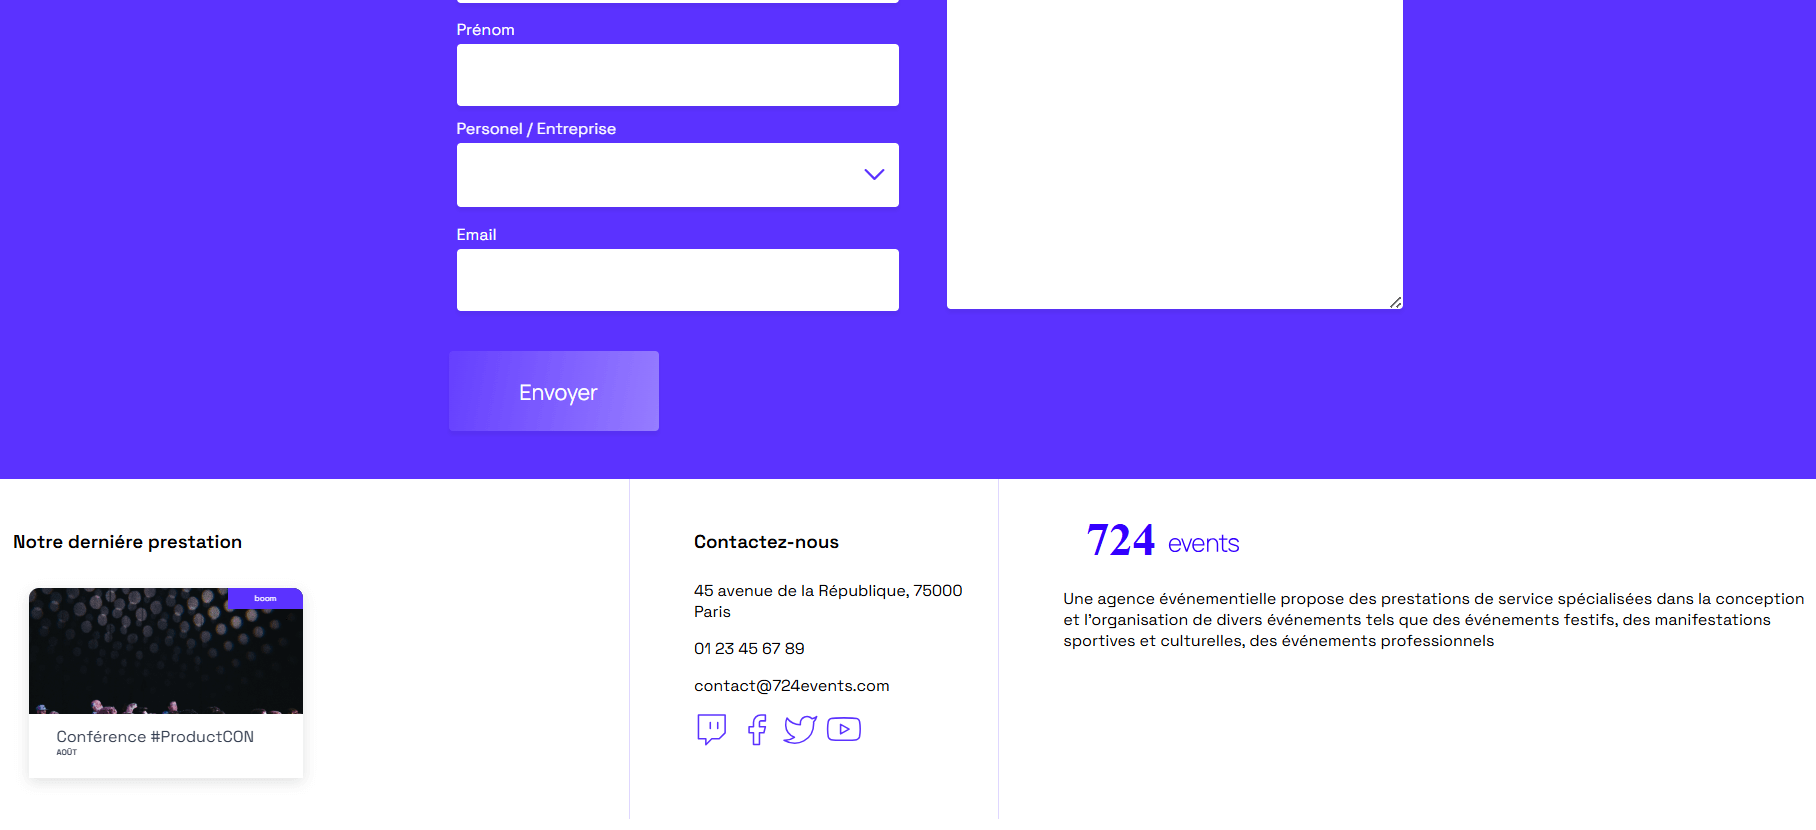 Prénom
Personel / Entreprise
Email
Envoyer
Notre derniére prestation
boom
Conférence #ProductCON
AOÛT
Contactez-nous
45 avenue de la République, 75000
Paris
01 23 45 67 89
contact@724events.com
724 events
Une agence événementielle propose des prestations de service spécialisées dans la conception
et l'organisation de divers événements tels que des événements festifs, des manifestations
sportives et culturelles, des événements professionnels